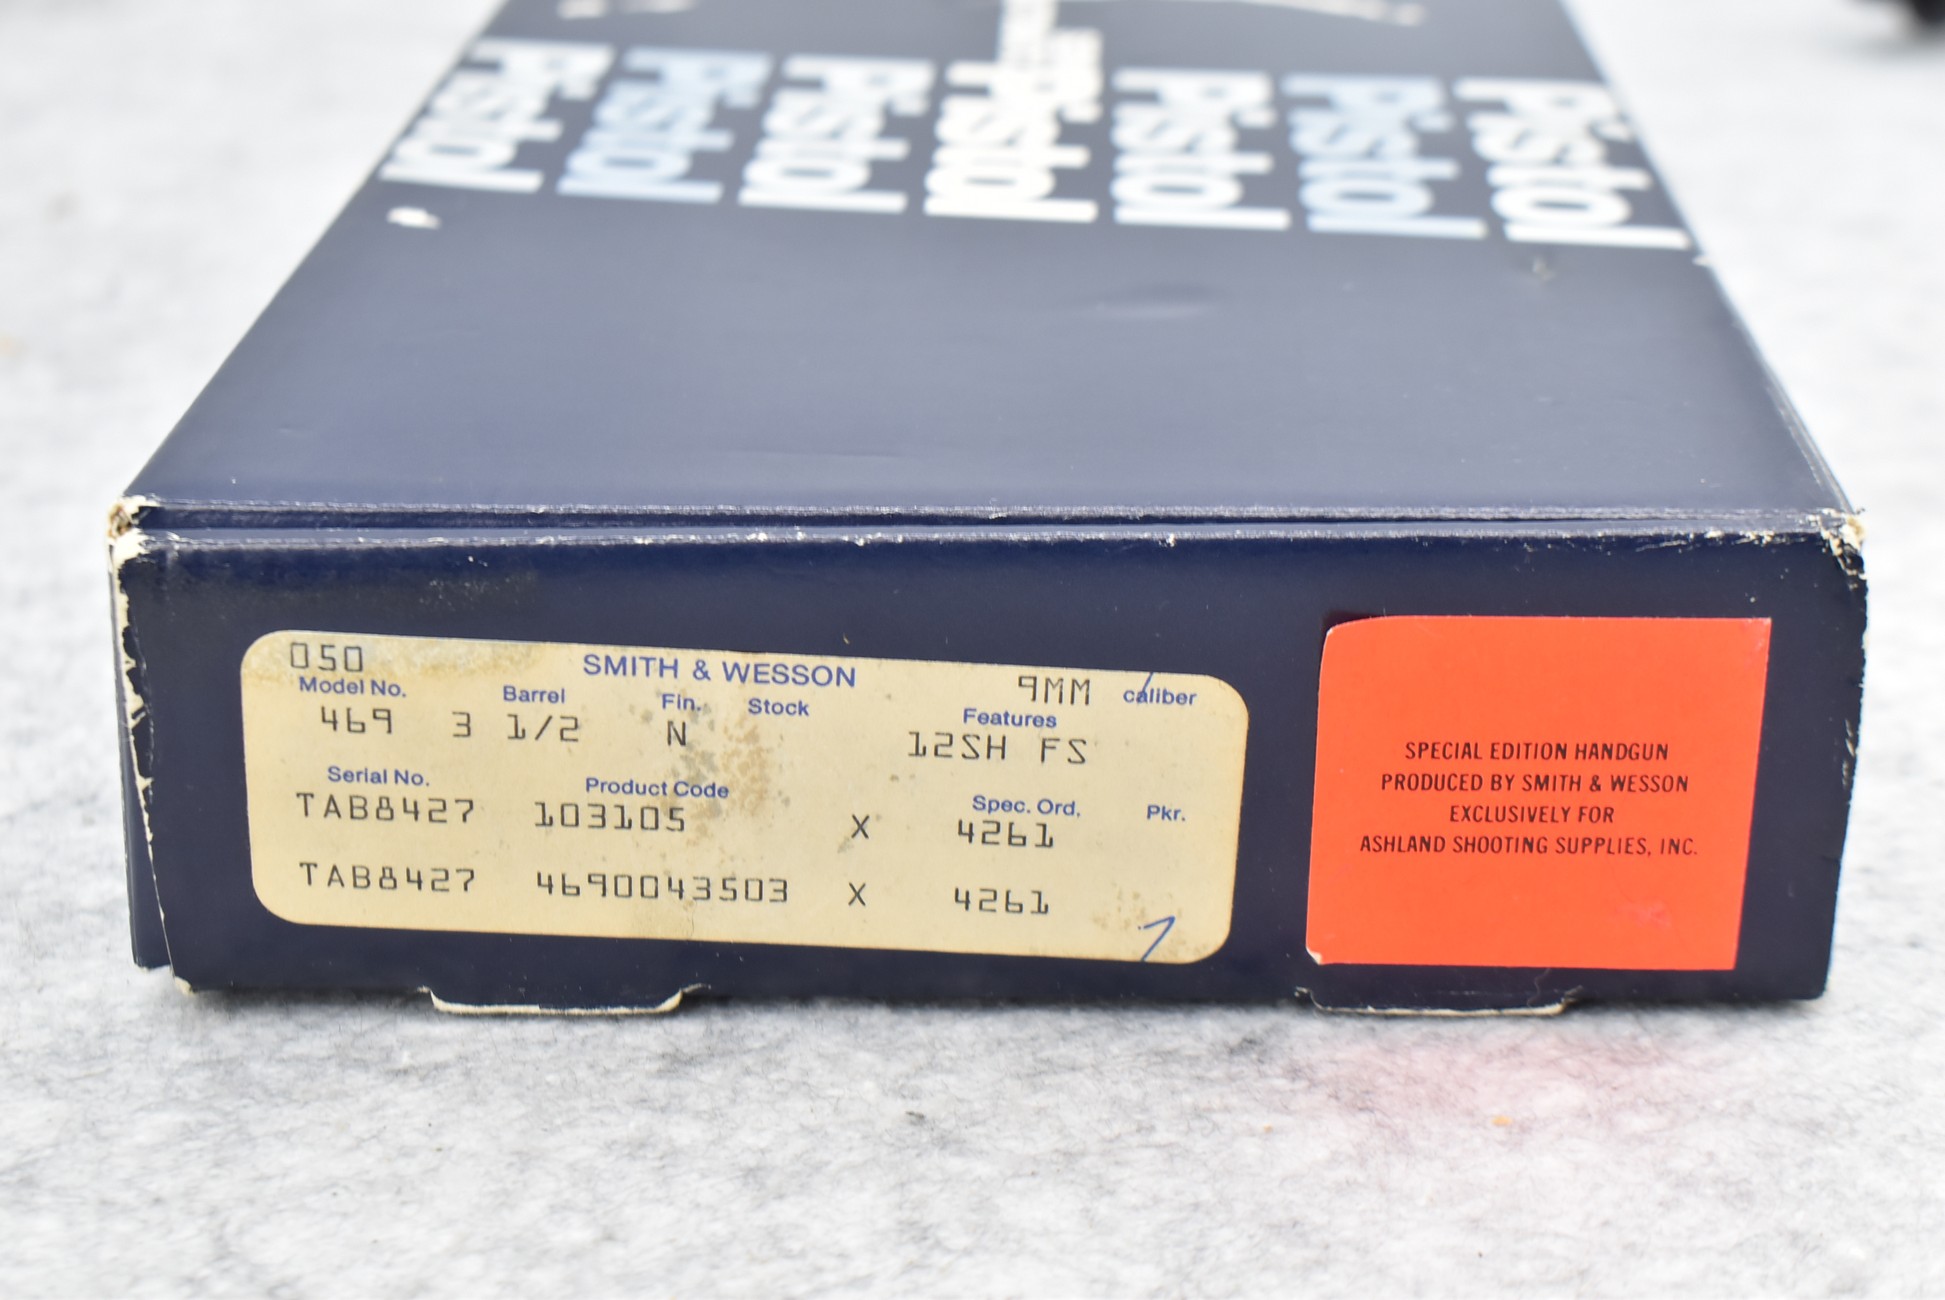 Pistol Pistol Pistol Pistol Pistol Pistol Pistol
050 SMITH & WESSON 9MM caliber
Model No. Barrel Fin. Stock Features
469 3 1/2 N 12SH FS
Serial No. Product Code Spec. Ord. Pkr.
TAB8427 103105 X 4261
TAB8427 4690043503 X 4261
SPECIAL EDITION HANDGUN
PRODUCED BY SMITH & WESSON
EXCLUSIVELY FOR
ASHLAND SHOOTING SUPPLIES, INC.